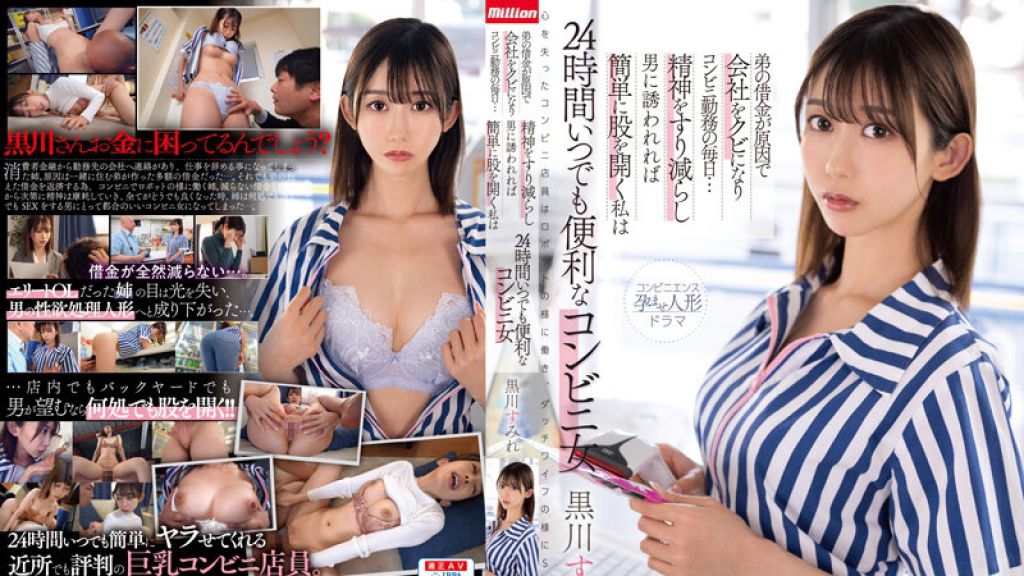 黒川さんお金に困ってるんでしょう?
借金が全然減らない…。
エリートOLだった姉の目は光を失い、
男の性欲処理人形へと成り下がった…
…店内でもバックヤードでも
男が望むなら何処でも股を開く!!
24時間いつでも簡単に、ヤラせてくれる
近所でも評判の巨乳コンビニ店員。
適正AV
Million
弟の借金が原因で
会社をクビになり
コンビニ勤務の毎日…
精神をすり減らし
男に誘われれば
簡単に股を開く私は
24時間いつでも便利な
コンビニ女
黒川すみれ
弟の借金が原因で
会社をクビになり
コンビニ勤務の毎日…
精神をすり減らし
男に誘われれば
簡単に股を開く私は
24時間いつでも便利なコンビニ女
黒川す
コンビニエンス
孕ませ人形
ドラマ